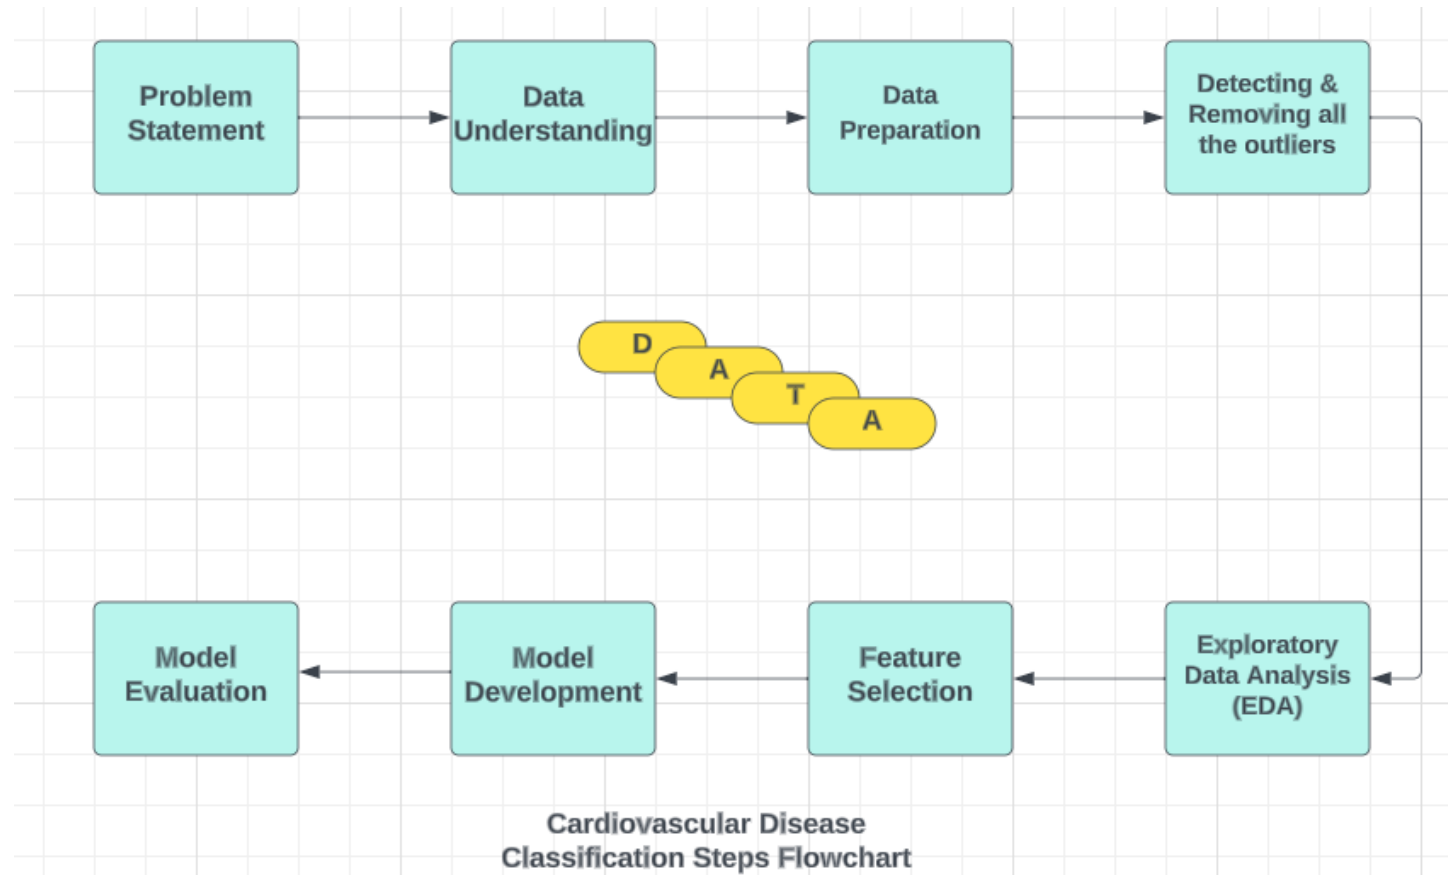 Problem
Statement
Data
Understanding
Data
Preparation
Detecting &
Removing all
the outliers
D
A
T
A
Model
Evaluation
Model
Development
Feature
Selection
Exploratory
Data Analysis
(EDA)
Cardiovascular Disease
Classification Steps Flowchart